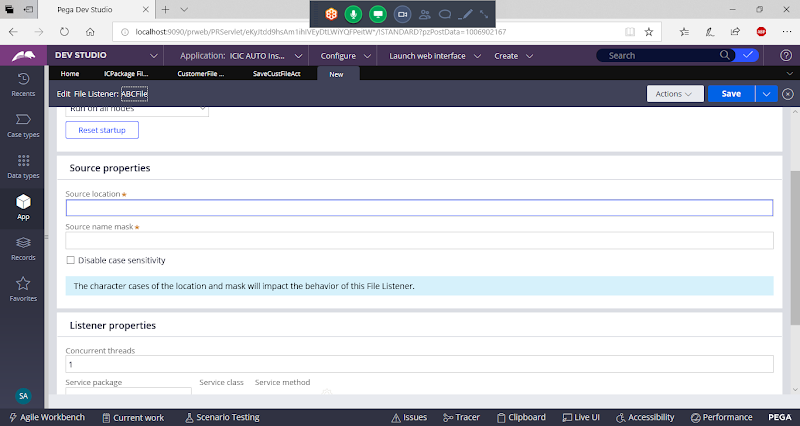 Pega Dev Studio
localhost:9090/prweb/PRServlet/eKyJtdd9hsAm1ihlVEyDtLWiYQFPeitW*/!STANDARD?pzPostData=1006902167
DEV STUDIO
Application: ICIC AUTO Ins...
Configure
Launch web interface
Create
Search
Home
ICPackage Fil...
CustomerFile ...
SaveCustFileAct
New
Edit File Listener: ABCFile
Actions
Save
Recents
Case types
Data types
App
Records
Favorites
SA
Run on all nodes
Reset startup
Source properties
Source location
Source name mask
Disable case sensitivity
The character cases of the location and mask will impact the behavior of this File Listener.
Listener properties
Concurrent threads
1
Service package Service class Service method
Agile Workbench
Current work
Scenario Testing
Issues
Tracer
Clipboard
Live UI
Accessibility
Performance
PEGA